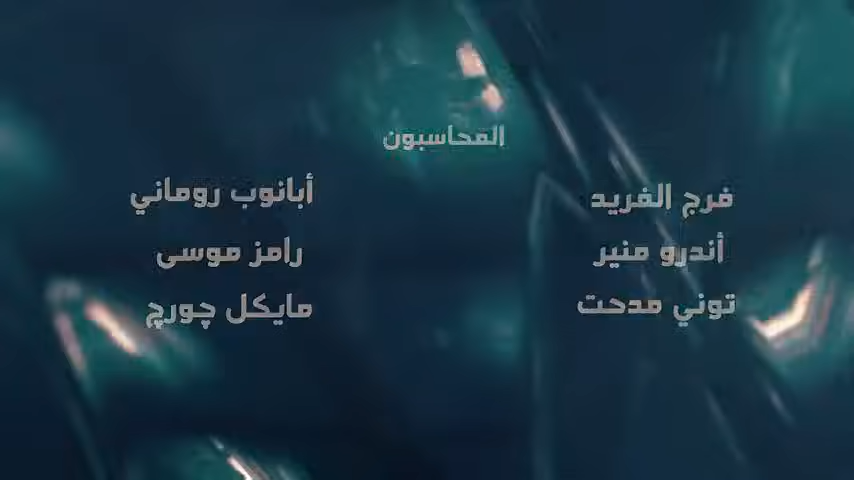 المحاسبون
فرج الفريد
أبانوب روماني
أندرو منير
رامز موسى
توني مدحت
مايكل چورچ